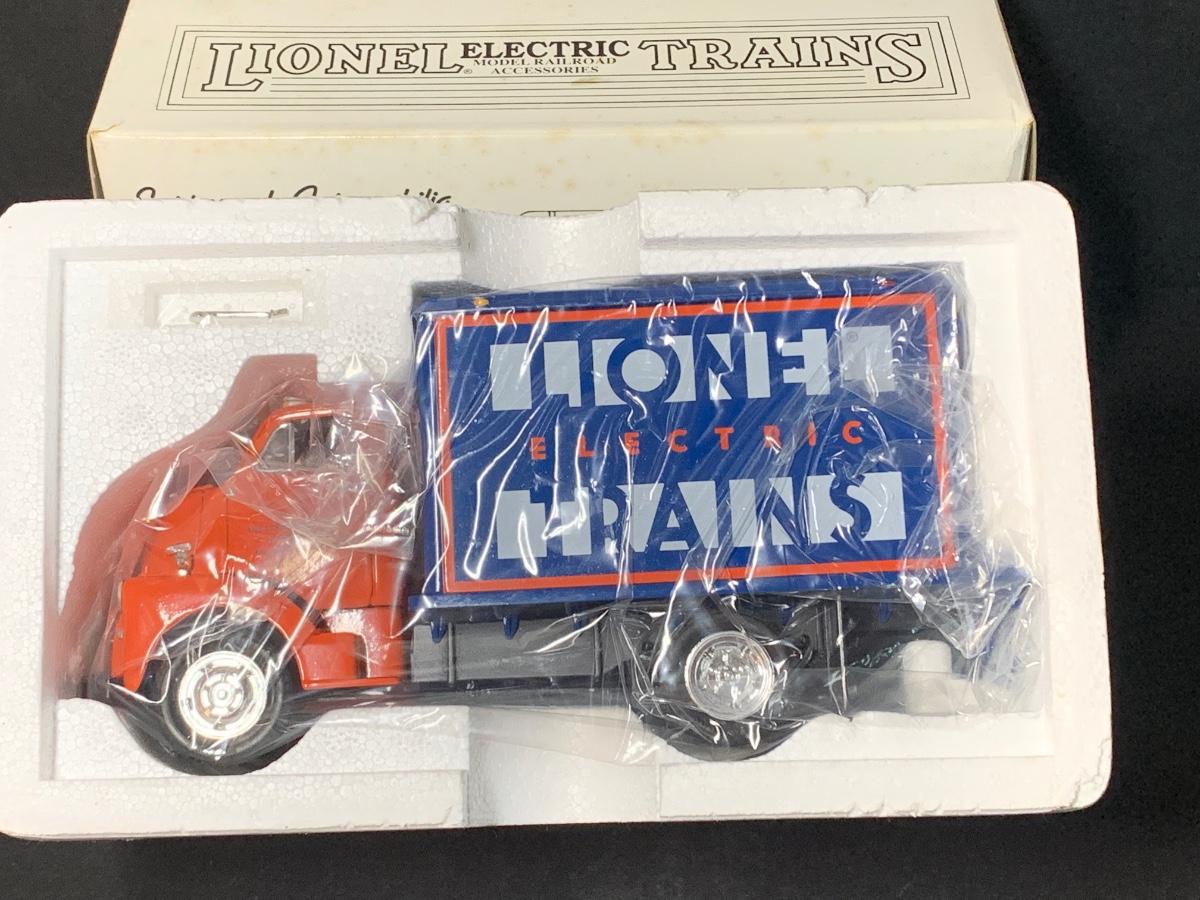 LIONEL ELECTRIC TRAINS
®
MODEL RAILROAD
ACCESSORIES
LIONEL
®
ELECTRIC
TRAINS